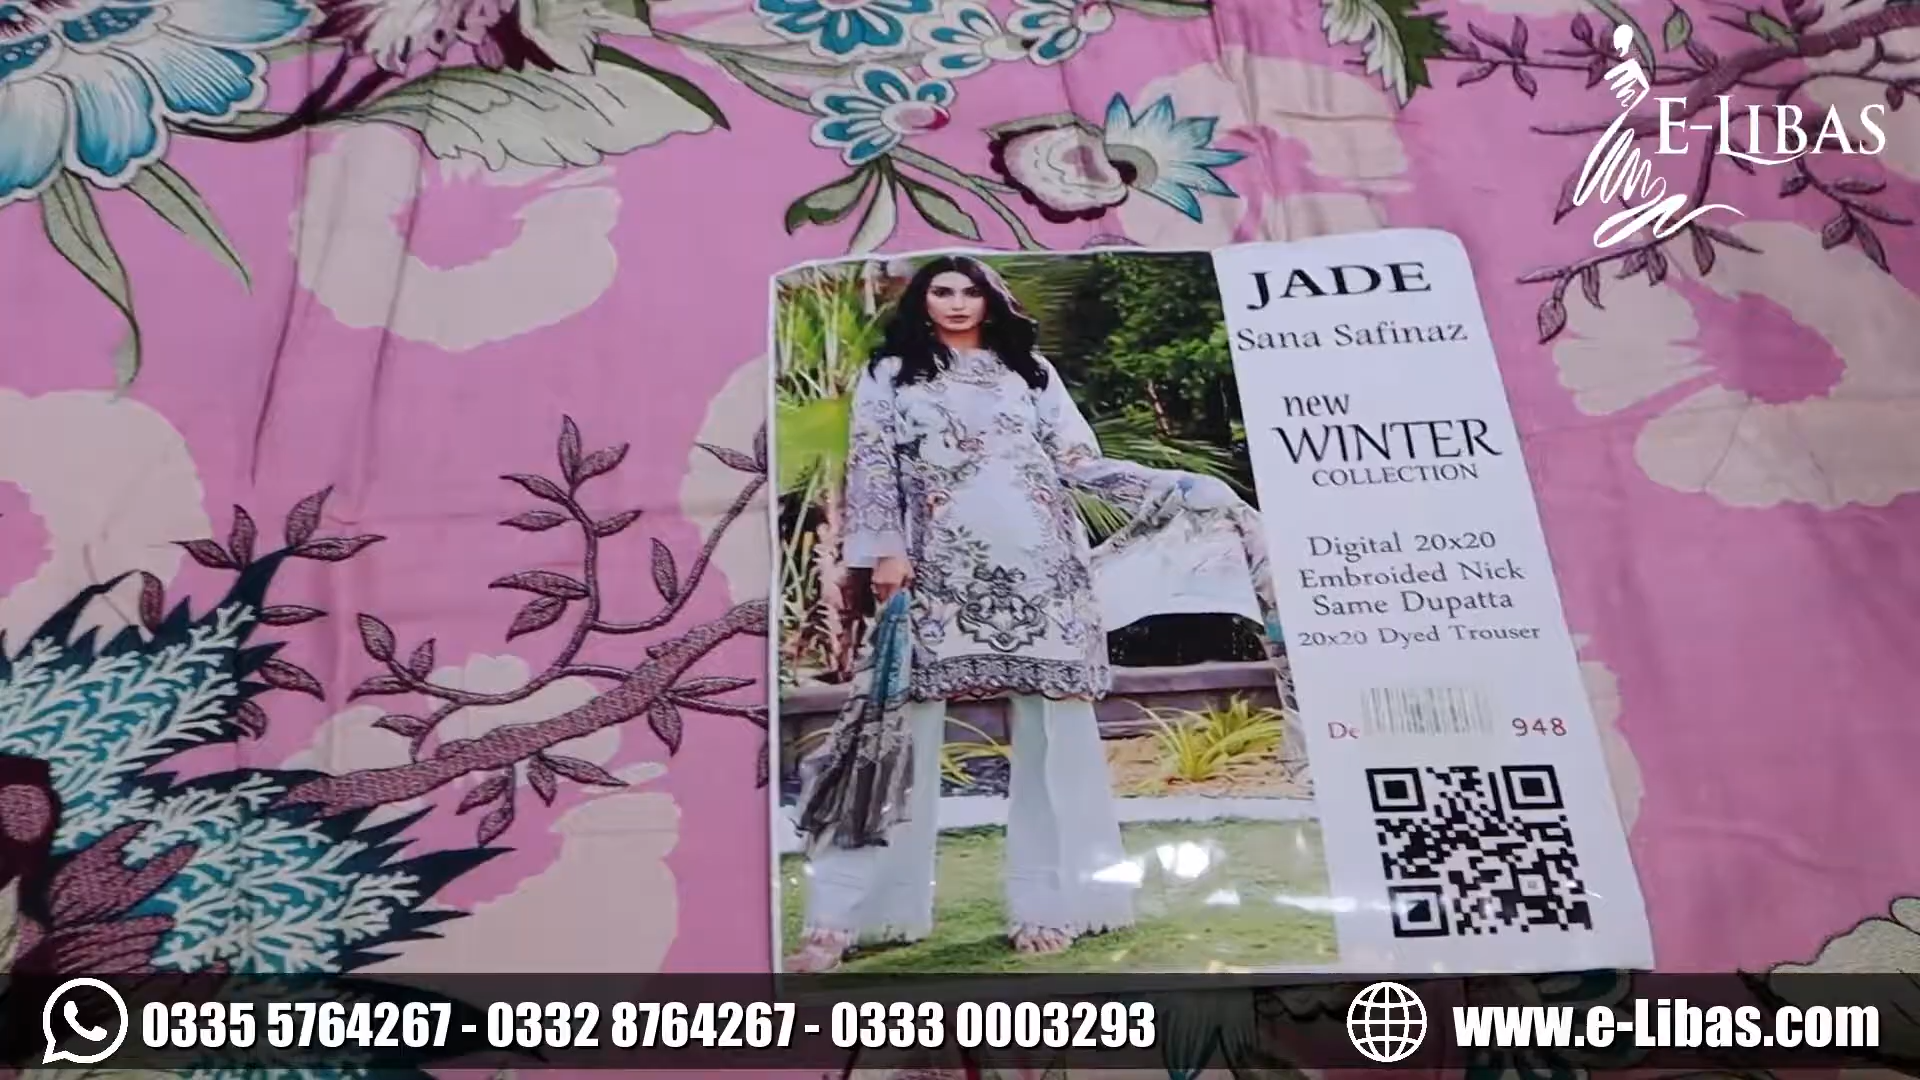 E-LIBAS
JADE
Sana Safinaz
new
WINTER
COLLECTION
Digital 20x20
Embroided Nick
Same Dupatta
20x20 Dyed Trouser
De 948
0335 5764267 - 0332 8764267 - 0333 0003293
www.e-Libas.com